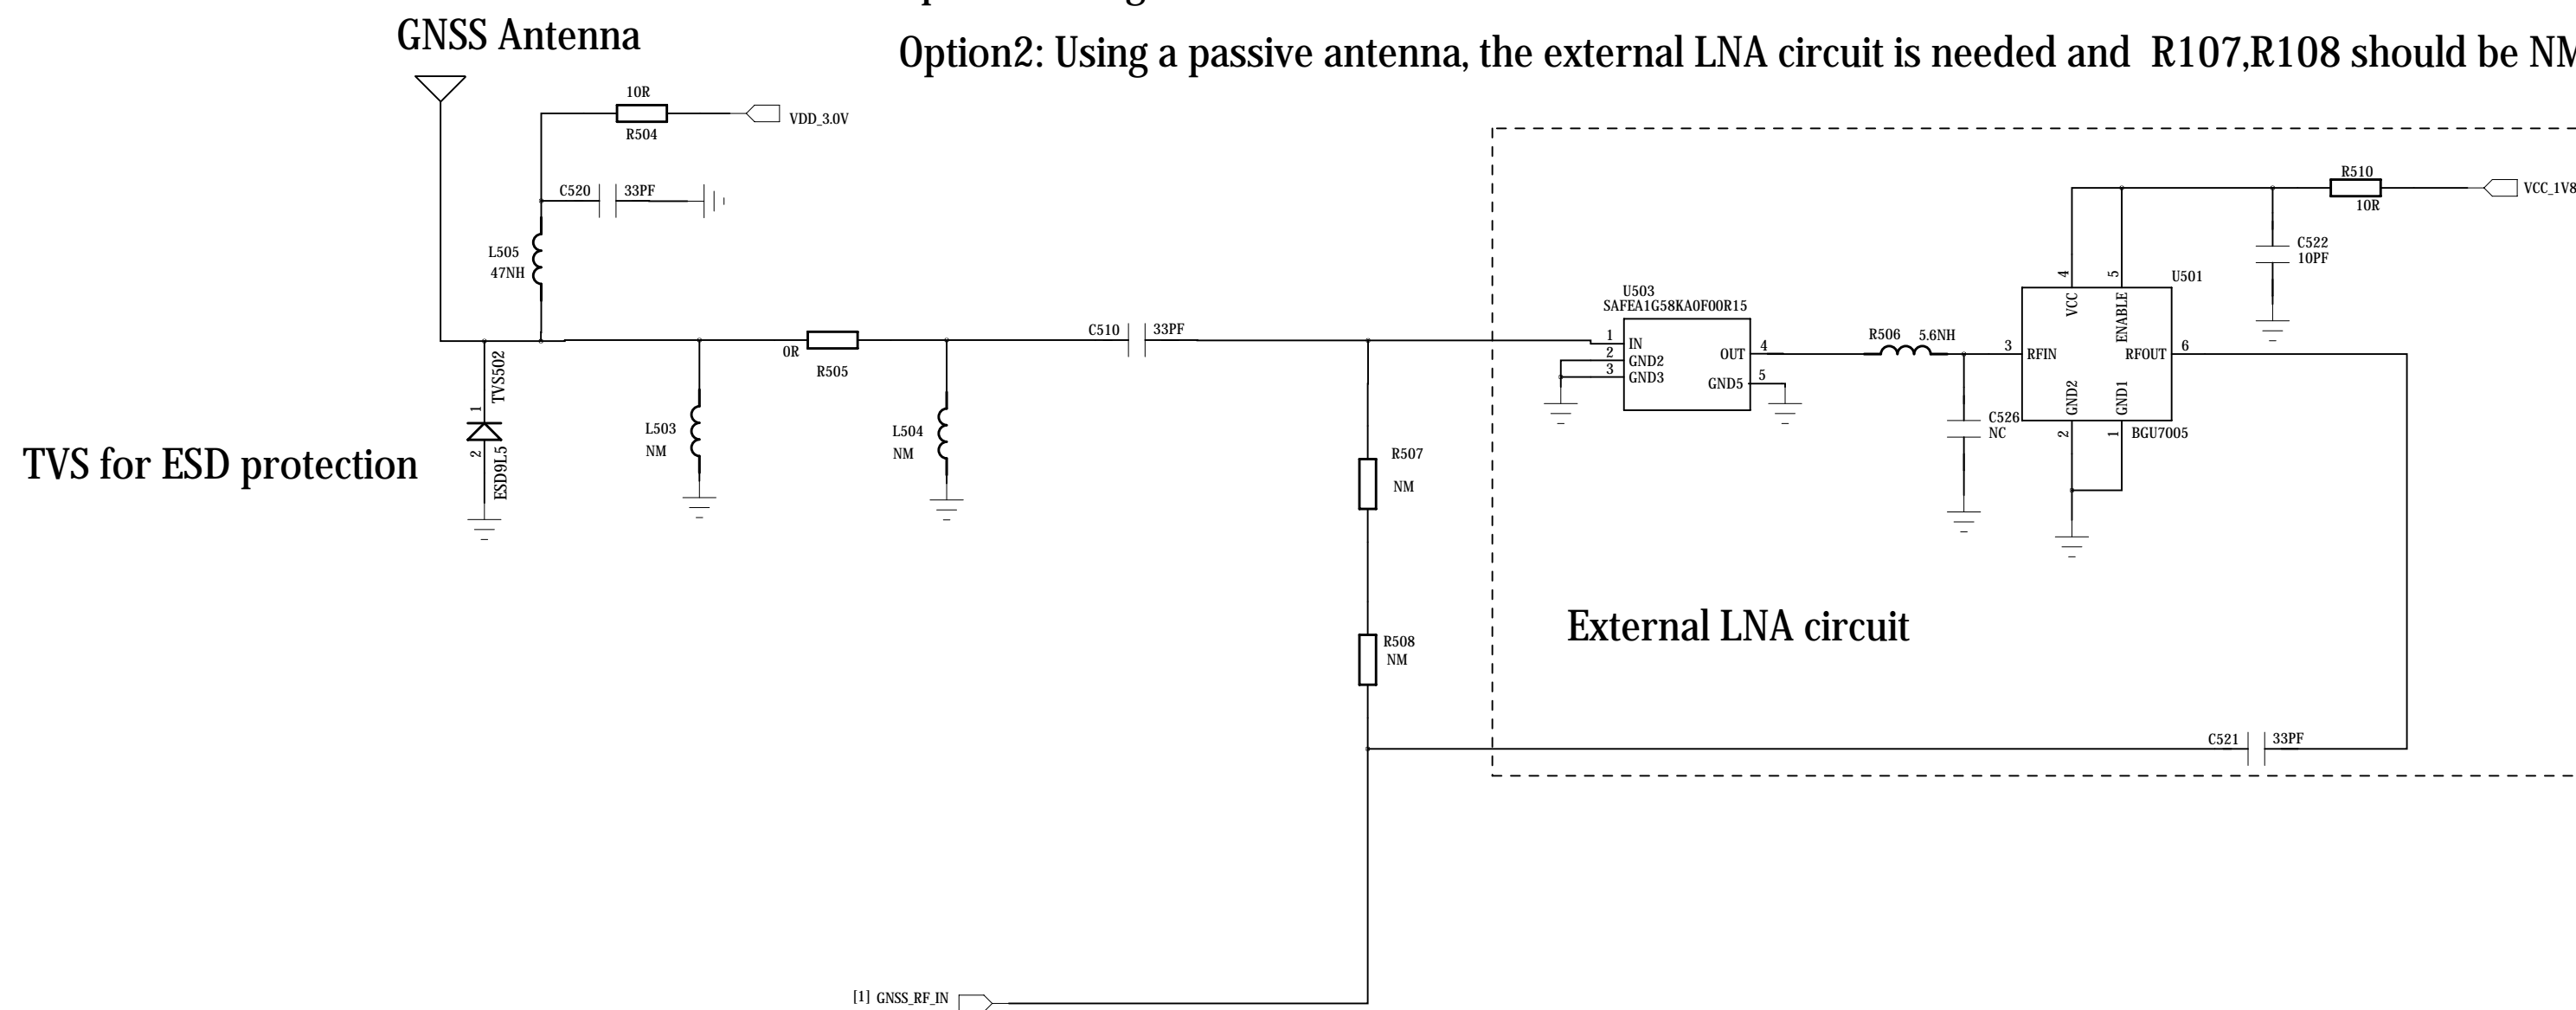 GNSS Antenna
Option2: Using a passive antenna, the external LNA circuit is needed and R107,R108 should be NM
10R
R504
VDD_3.0V
C520 33PF
L505
47NH
R510
10R
VCC_1V8
C522
10PF
U501
4
5
VCC
ENABLE
U503
SAFEA1G58KA0F00R15
1 IN
2 GND2
3 GND3
OUT 4
GND5 5
R506 5.6NH
3 RFIN
RFOUT 6
GND2
GND1
2
1
BGU7005
C526
NC
C510 33PF
0R
R505
TVS502
1
2
ESD9L5
TVS for ESD protection
L503
NM
L504
NM
R507
NM
R508
NM
External LNA circuit
C521 33PF
[1] GNSS_RF_IN